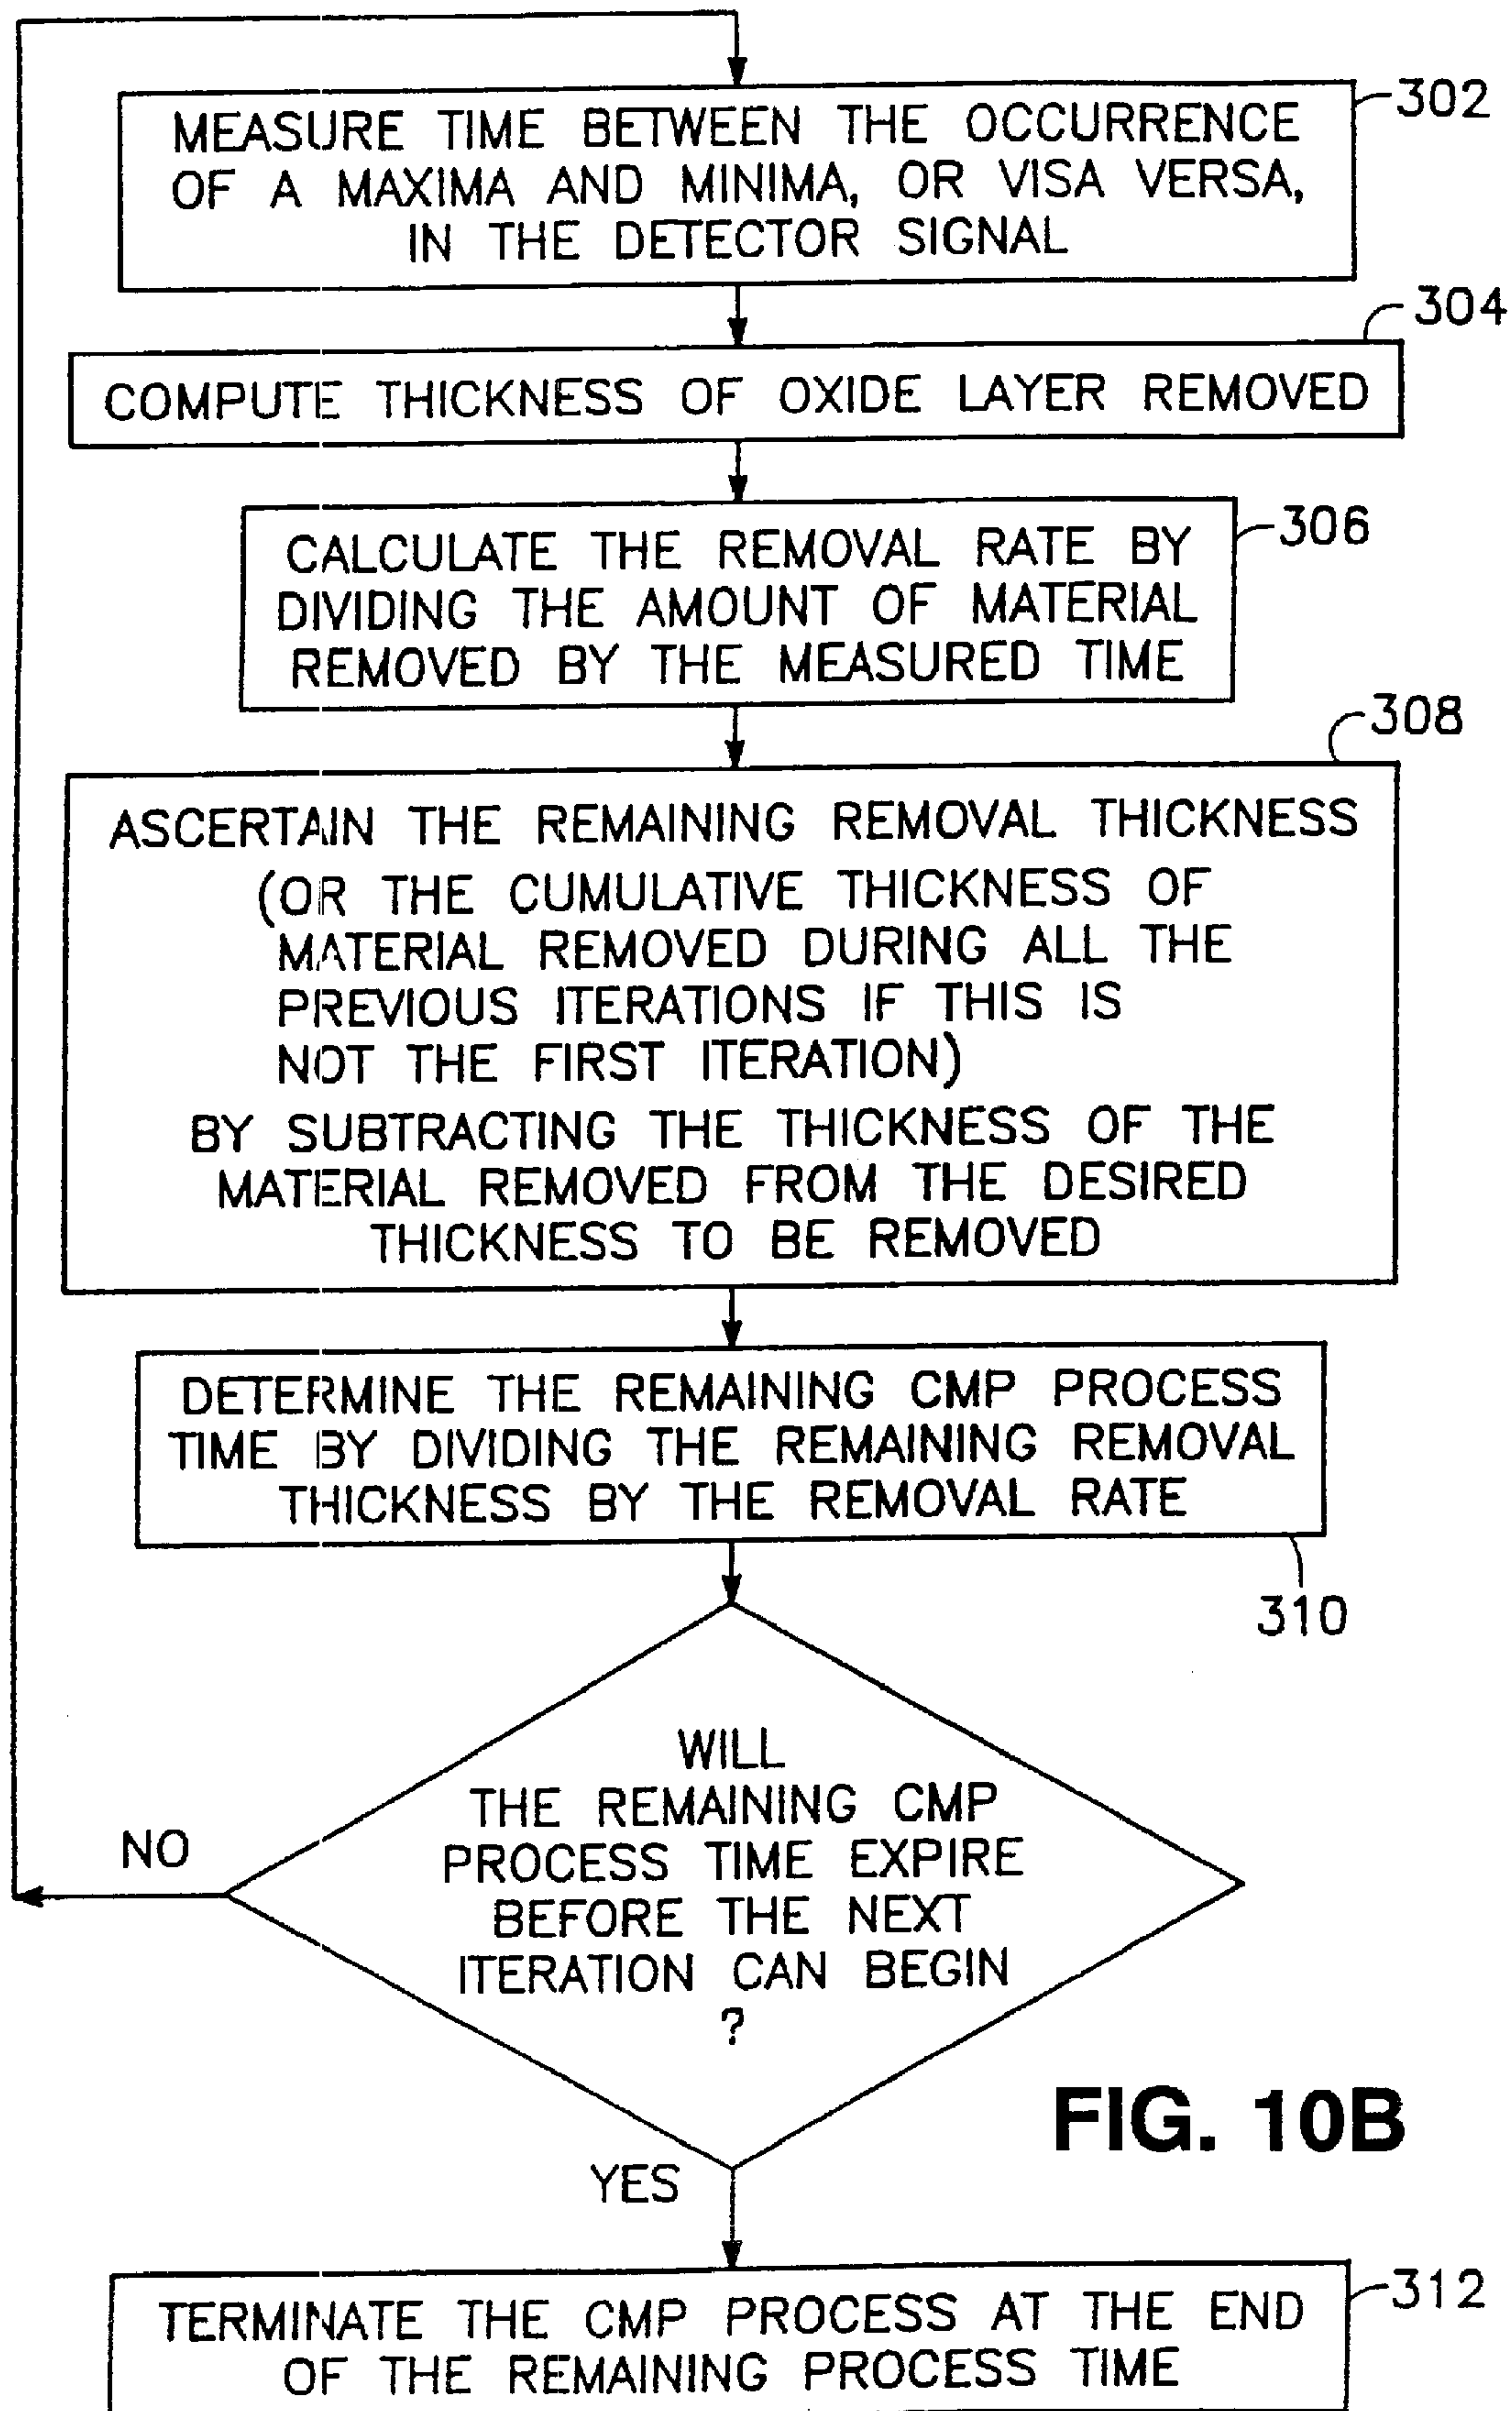 MEASURE TIME BETWEEN THE OCCURRENCE
OF A MAXIMA AND MINIMA, OR VISA VERSA,
IN THE DETECTOR SIGNAL
302
COMPUTE THICKNESS OF OXIDE LAYER REMOVED
304
CALCULATE THE REMOVAL RATE BY
DIVIDING THE AMOUNT OF MATERIAL
REMOVED BY THE MEASURED TIME
306
ASCERTAIN THE REMAINING REMOVAL THICKNESS
(OR THE CUMULATIVE THICKNESS OF
MATERIAL REMOVED DURING ALL THE
PREVIOUS ITERATIONS IF THIS IS
NOT THE FIRST ITERATION)
BY SUBTRACTING THE THICKNESS OF THE
MATERIAL REMOVED FROM THE DESIRED
THICKNESS TO BE REMOVED
308
DETERMINE THE REMAINING CMP PROCESS
TIME BY DIVIDING THE REMAINING REMOVAL
THICKNESS BY THE REMOVAL RATE
310
WILL
THE REMAINING CMP
PROCESS TIME EXPIRE
BEFORE THE NEXT
ITERATION CAN BEGIN
?
NO
YES
FIG. 10B
TERMINATE THE CMP PROCESS AT THE END
OF THE REMAINING PROCESS TIME
312